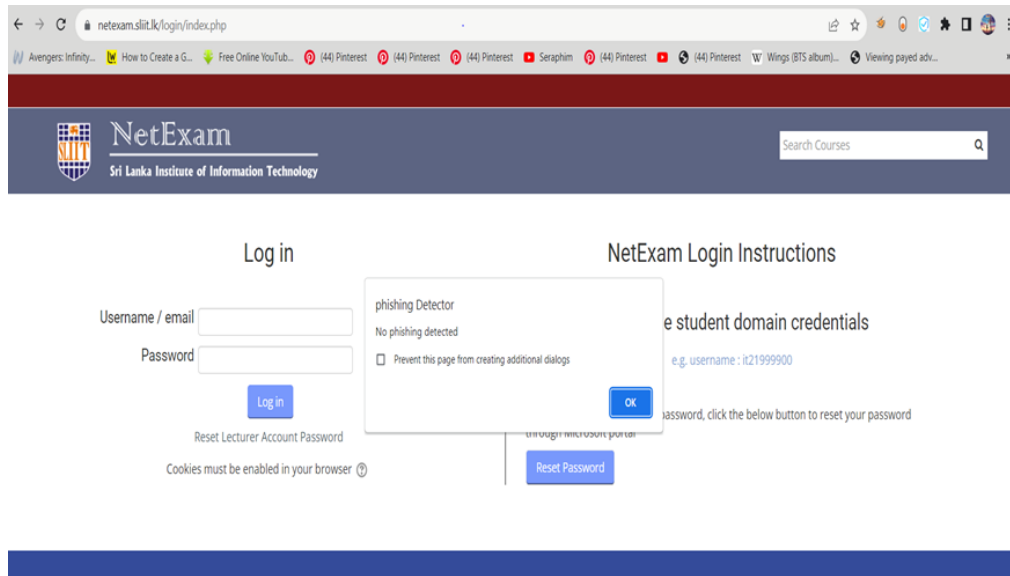 netexam.sliit.lk/login/index.php
Avengers: Infinity... How to Create a G... Free Online YouTub... (44) Pinterest (44) Pinterest (44) Pinterest Seraphim (44) Pinterest (44) Pinterest Wings (BTS album)... Viewing payed adv...
SLIIT
NetExam
Sri Lanka Institute of Information Technology
Search Courses
Log in
Username / email
Password
Log in
Reset Lecturer Account Password
Cookies must be enabled in your browser
phishing Detector
No phishing detected
Prevent this page from creating additional dialogs
OK
NetExam Login Instructions
e student domain credentials
e.g. username : it21999900
password, click the below button to reset your password
through Microsoft portal
Reset Password